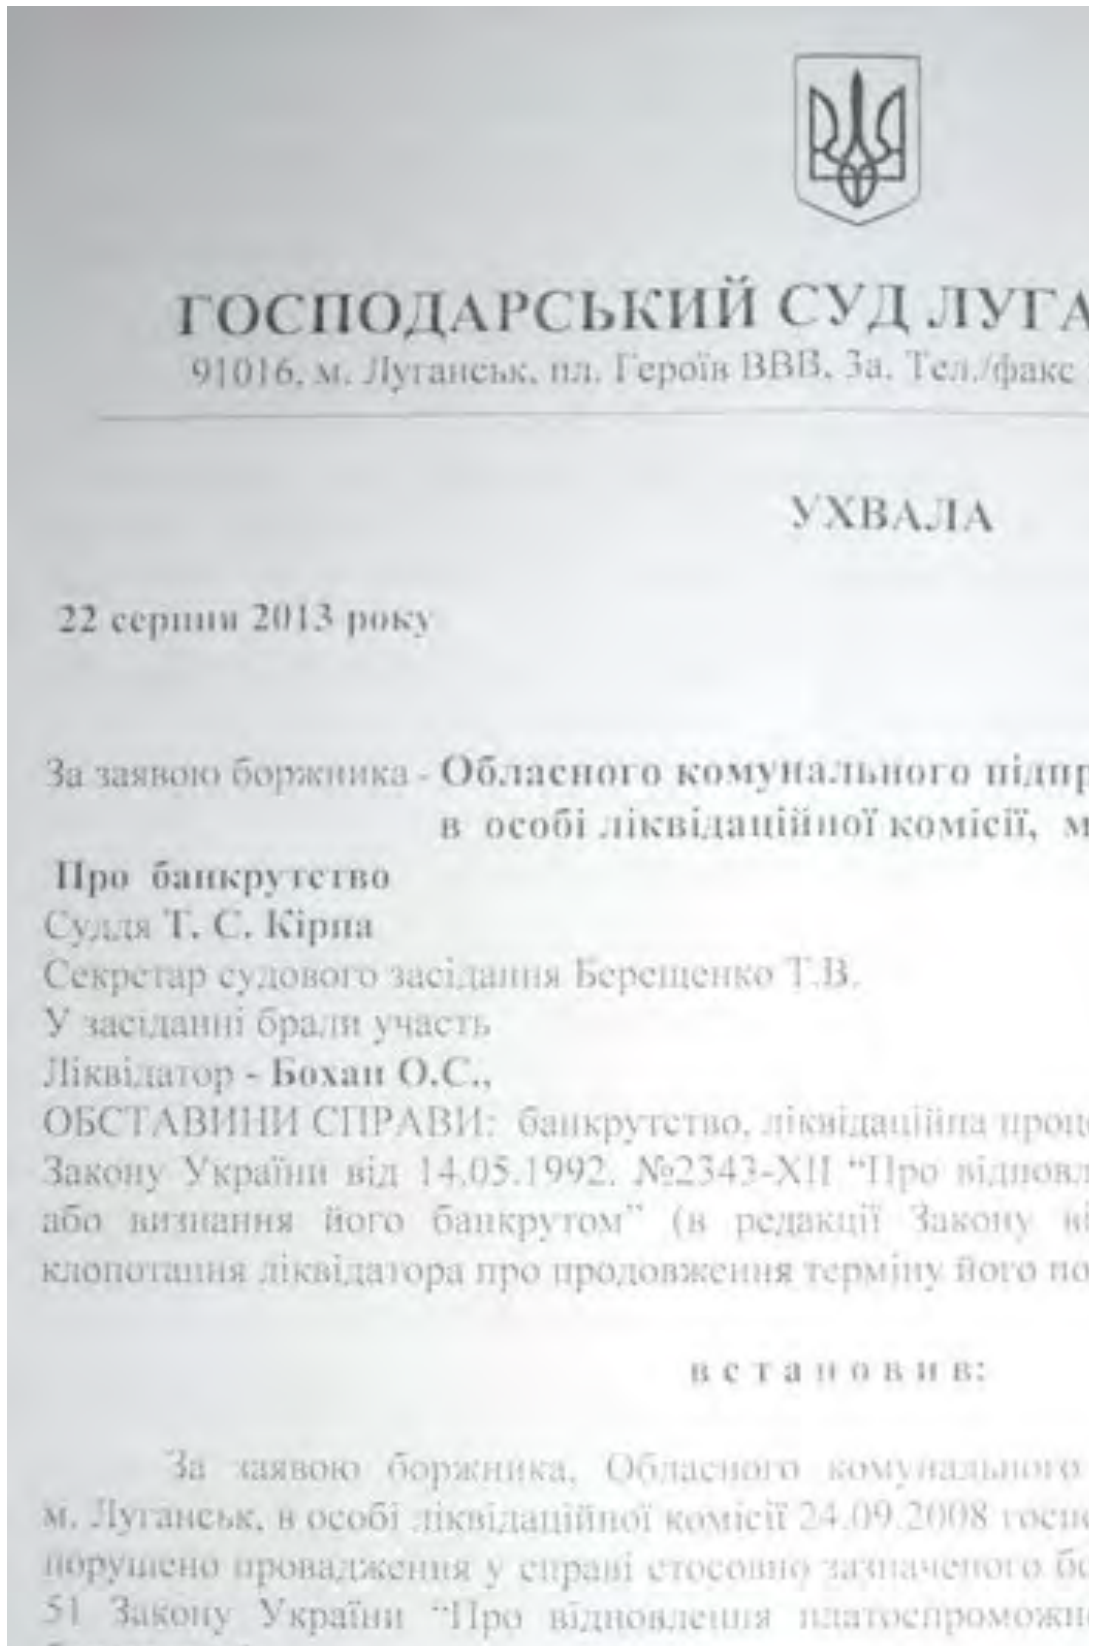 ГОСПОДАРСЬКИЙ СУД ЛУГА
91016, м. Луганськ, пл. Героїв ВВВ, 3а. Тел./факс
УХВАЛА
22 серпня 2013 року
За заявою боржника - Обласного комунального підпр
в особі ліквідаційної комісії, м
Про банкрутство
Суддя Т. С. Кірпа
Секретар судового засідання Берещенко Т.В.
У засіданні брали участь
Ліквідатор - Бохан О.С.,
ОБСТАВИНИ СПРАВИ: банкрутство, ліквідаційна проц
Закону України від 14.05.1992, №2343-XII “Про відновл
або визнання його банкрутом” (в редакції Закону ві
клопотання ліквідатора про продовження терміну його по
в с т а н о в и в:
За заявою боржника, Обласного комунального
м. Луганськ, в особі ліквідаційної комісії 24.09.2008 госп
порушено провадження у справі стосовно зазначеного бо
51 Закону України “Про відновлення платоспроможн